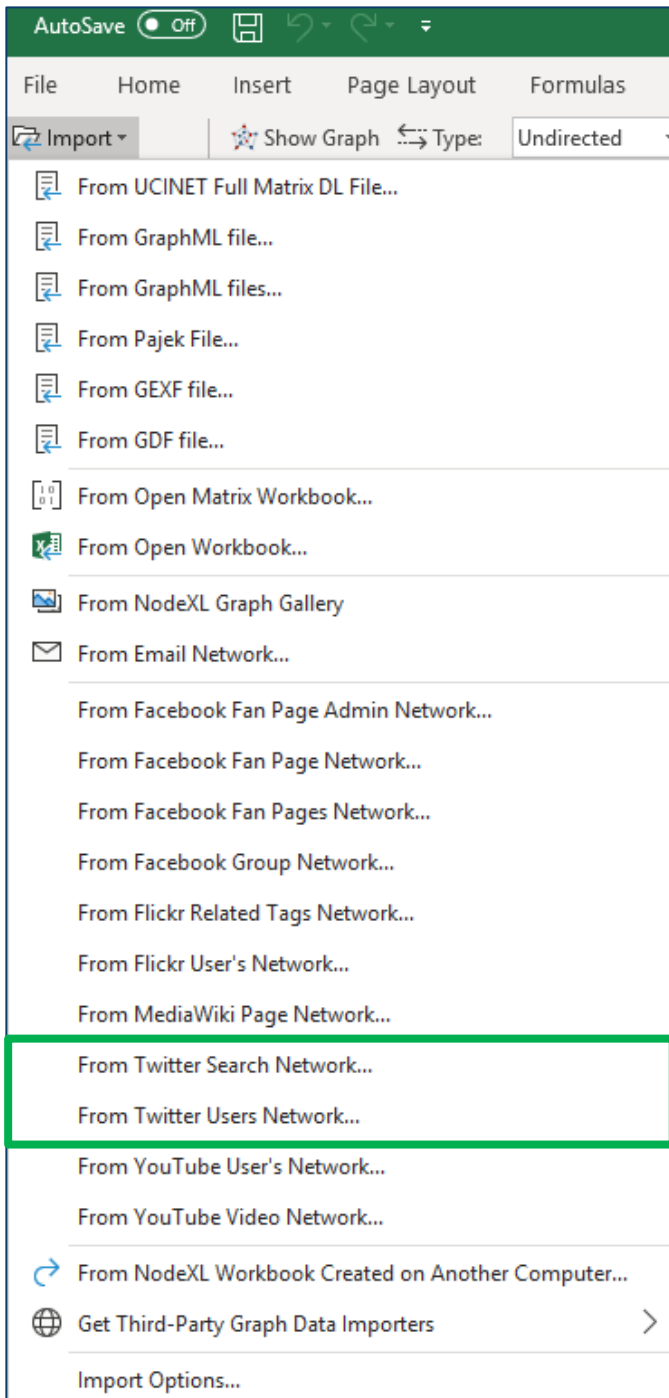 AutoSave Off
File Home Insert Page Layout Formulas
Import Show Graph Type: Undirected
From UCINET Full Matrix DL File...
From GraphML file...
From GraphML files...
From Pajek File...
From GEXF file...
From GDF file...
From Open Matrix Workbook...
From Open Workbook...
From NodeXL Graph Gallery
From Email Network...
From Facebook Fan Page Admin Network...
From Facebook Fan Page Network...
From Facebook Fan Pages Network...
From Facebook Group Network...
From Flickr Related Tags Network...
From Flickr User's Network...
From MediaWiki Page Network...
From Twitter Search Network...
From Twitter Users Network...
From YouTube User's Network...
From YouTube Video Network...
From NodeXL Workbook Created on Another Computer...
Get Third-Party Graph Data Importers
Import Options...